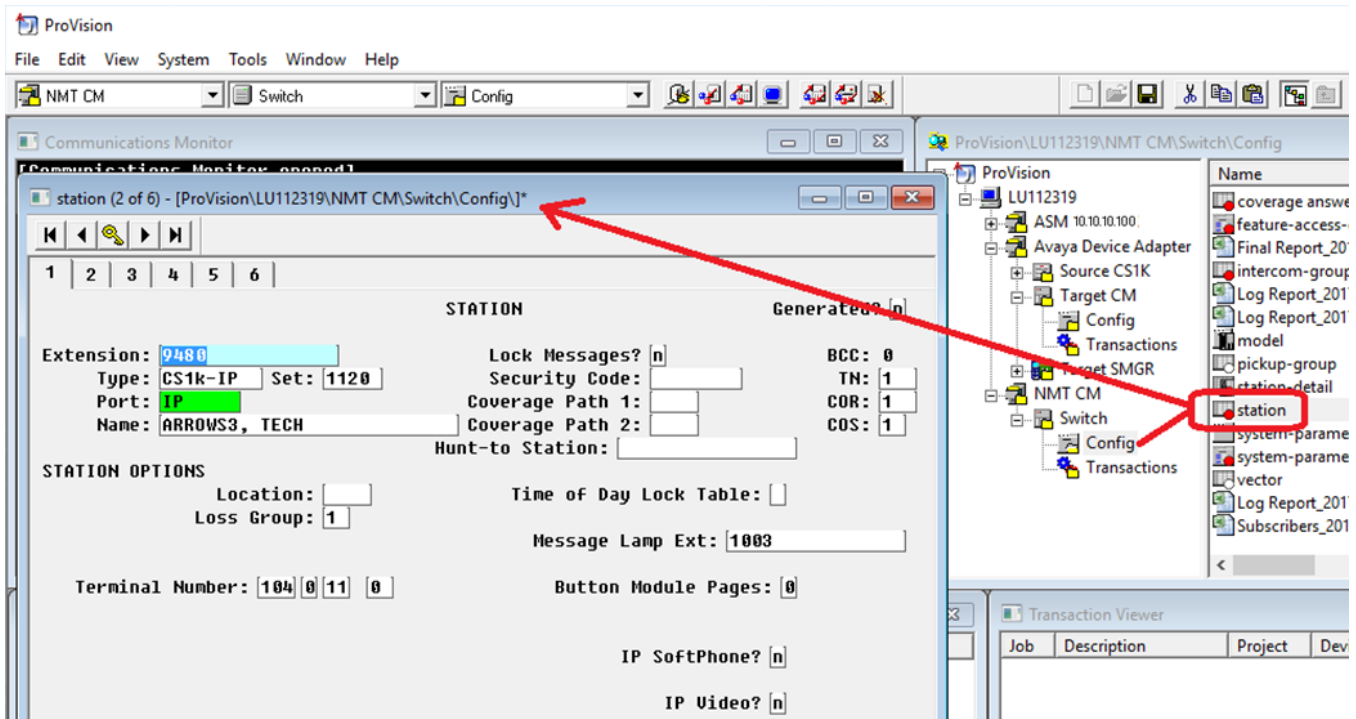 ProVision
File Edit View System Tools Window Help
NMT CM Switch Config
Communications Monitor
[Communications Monitor opened]
station (2 of 6) - [ProVision\LU112319\NMT CM\Switch\Config\]*
1 2 3 4 5 6
STATION Generated? n
Extension: 9480 Lock Messages? n BCC: 0
Type: CS1k-IP Set: 1120 Security Code: TN: 1
Port: IP Coverage Path 1: COR: 1
Name: ARROWS3, TECH Coverage Path 2: COS: 1
Hunt-to Station:
STATION OPTIONS
Location: Time of Day Lock Table:
Loss Group: 1
Message Lamp Ext: 1003
Terminal Number: 104 0 11 0 Button Module Pages: 0
IP SoftPhone? n
IP Video? n
ProVision\LU112319\NMT CM\Switch\Config
ProVision
LU112319
ASM 10.10.10.100
Avaya Device Adapter
Source CS1K
Target CM
Config
Transactions
Target SMGR
NMT CM
Switch
Config
Transactions
Name
coverage answe
feature-access-
Final Report_20
intercom-group
Log Report_201
Log Report_201
model
pickup-group
station-detail
station
system-parame
system-parame
vector
Log Report_201
Subscribers_201
Transaction Viewer
Job Description Project Devi